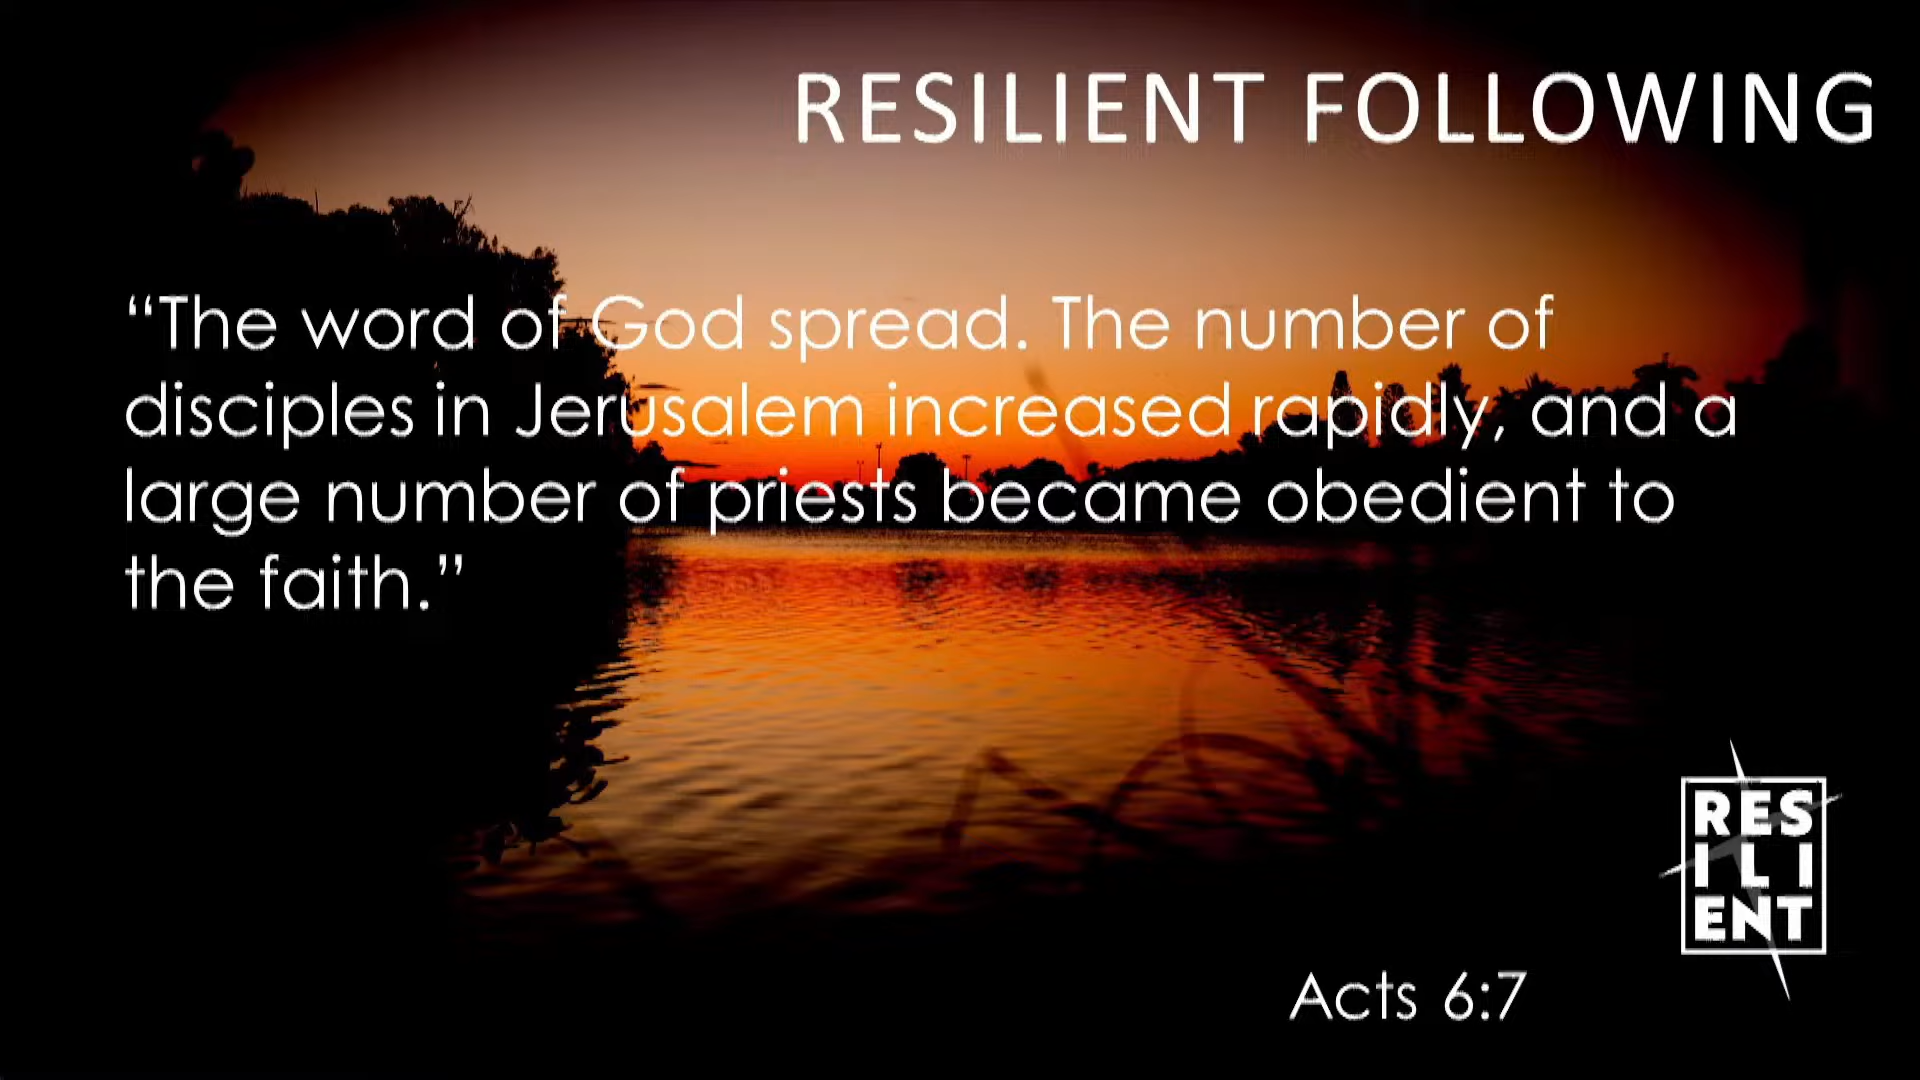 RESILIENT FOLLOWING
“The word of God spread. The number of
disciples in Jerusalem increased rapidly, and a
large number of priests became obedient to
the faith.”
RES
ILI
ENT
Acts 6:7